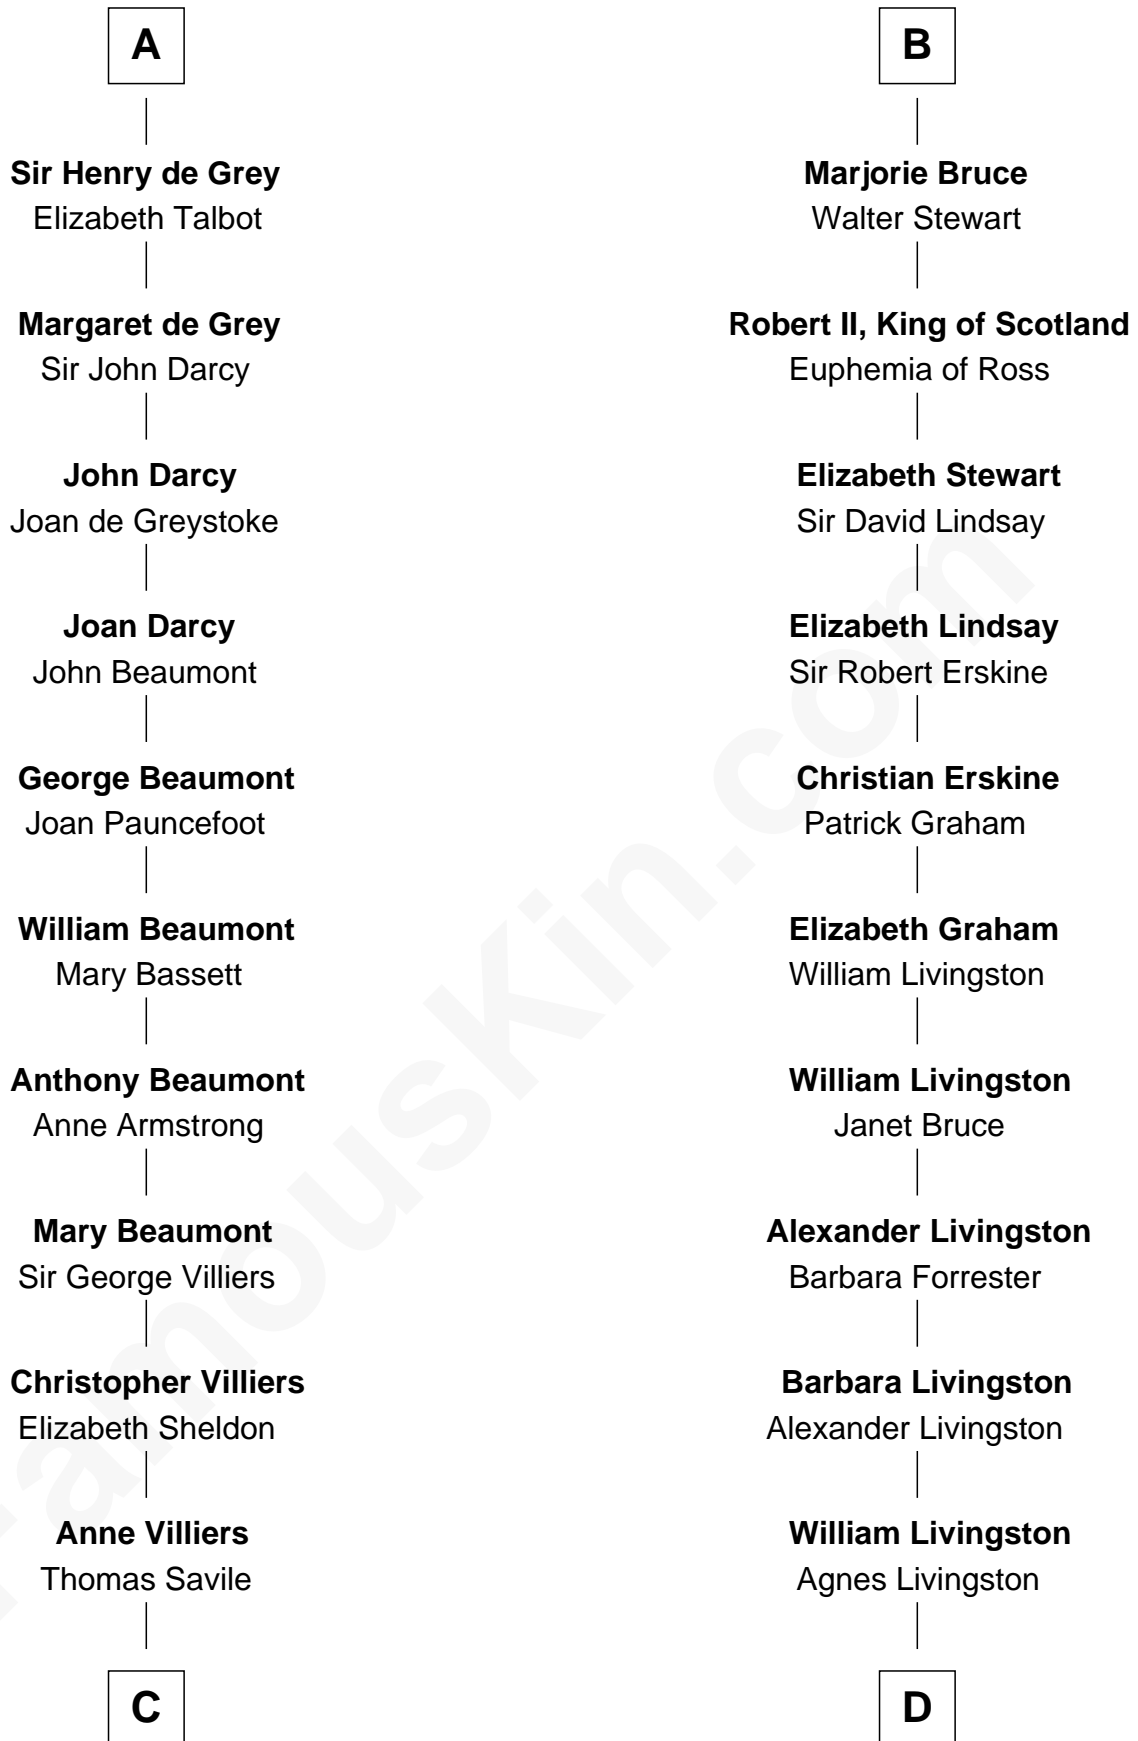 A
Sir Henry de Grey
Elizabeth Talbot
Margaret de Grey
Sir John Darcy
John Darcy
Joan de Greystoke
Joan Darcy
John Beaumont
George Beaumont
Joan Pauncefoot
William Beaumont
Mary Bassett
Anthony Beaumont
Anne Armstrong
Mary Beaumont
Sir George Villiers
Christopher Villiers
Elizabeth Sheldon
Anne Villiers
Thomas Savile
C
B
Marjorie Bruce
Walter Stewart
Robert II, King of Scotland
Euphemia of Ross
Elizabeth Stewart
Sir David Lindsay
Elizabeth Lindsay
Sir Robert Erskine
Christian Erskine
Patrick Graham
Elizabeth Graham
William Livingston
William Livingston
Janet Bruce
Alexander Livingston
Barbara Forrester
Barbara Livingston
Alexander Livingston
William Livingston
Agnes Livingston
D
FamousKin.com